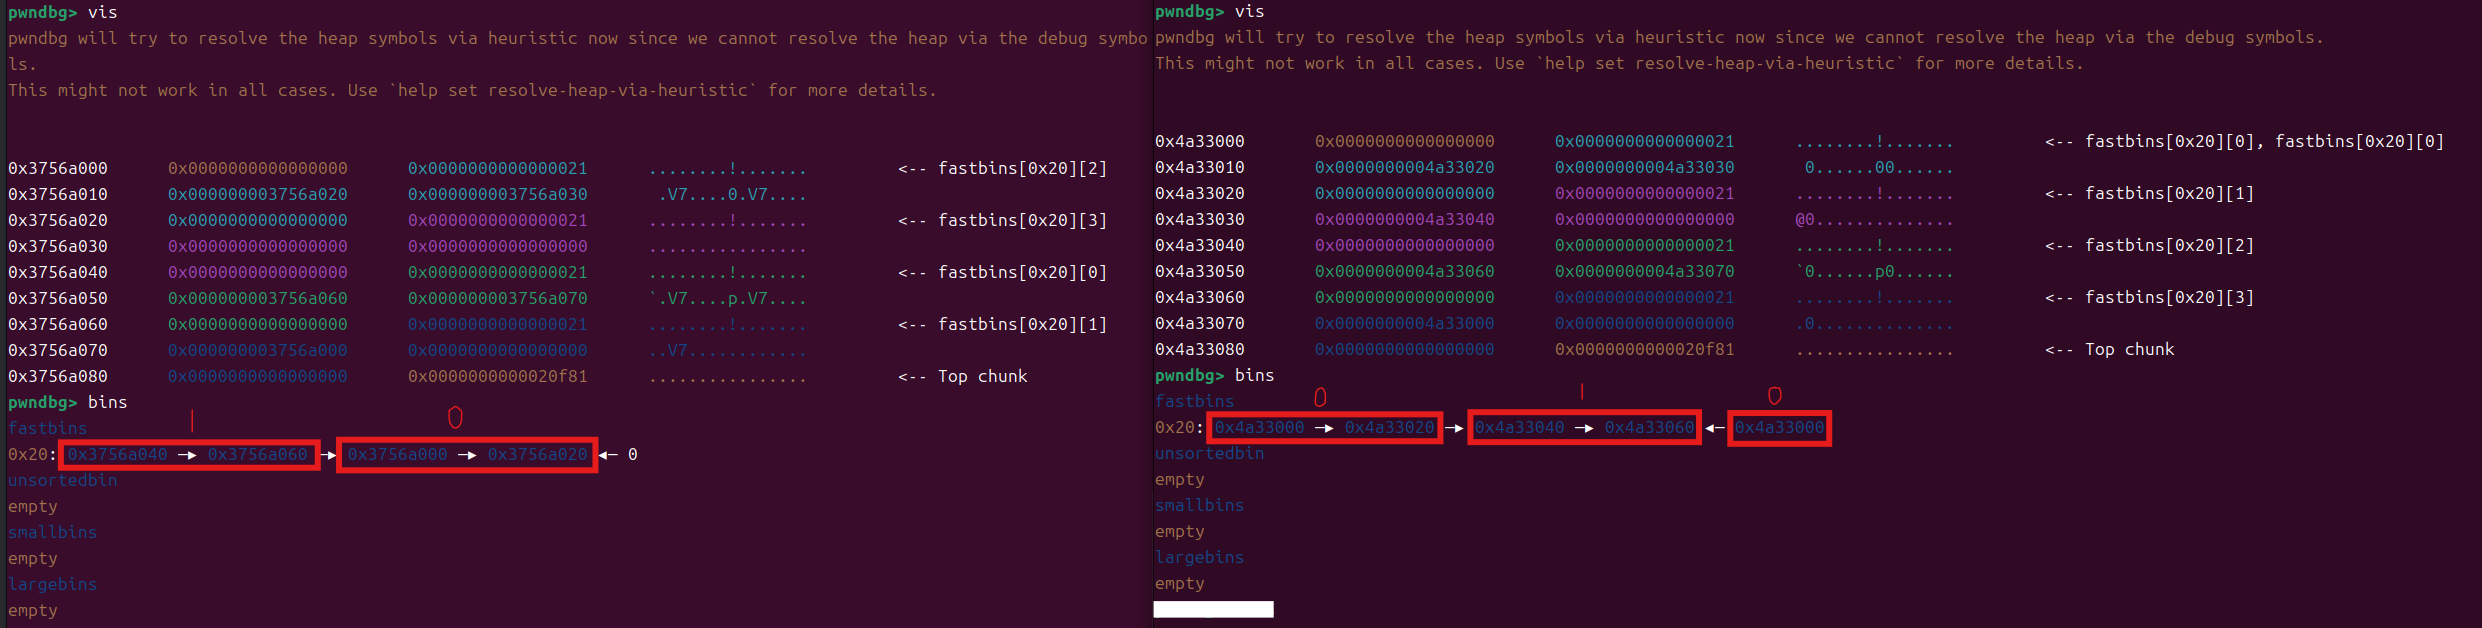 pwndbg> vis
pwndbg will try to resolve the heap symbols via heuristic now since we cannot resolve the heap via the debug symbo
ls.
This might not work in all cases. Use `help set resolve-heap-via-heuristic` for more details.
0x3756a000 0x0000000000000000 0x0000000000000021 ........!....... <-- fastbins[0x20][2]
0x3756a010 0x000000003756a020 0x000000003756a030  .V7....0.V7....
0x3756a020 0x0000000000000000 0x0000000000000021 ........!....... <-- fastbins[0x20][3]
0x3756a030 0x0000000000000000 0x0000000000000000 ................
0x3756a040 0x0000000000000000 0x0000000000000021 ........!....... <-- fastbins[0x20][0]
0x3756a050 0x000000003756a060 0x000000003756a070 `.V7....p.V7....
0x3756a060 0x0000000000000000 0x0000000000000021 ........!....... <-- fastbins[0x20][1]
0x3756a070 0x000000003756a000 0x0000000000000000 ..V7............
0x3756a080 0x0000000000000000 0x0000000000020f81 ................ <-- Top chunk
pwndbg> bins
1 0
fastbins
0x20: 0x3756a040 —▸ 0x3756a060 —▸ 0x3756a000 —▸ 0x3756a020 ◂— 0
unsortedbin
empty
smallbins
empty
largebins
empty
pwndbg> vis
pwndbg will try to resolve the heap symbols via heuristic now since we cannot resolve the heap via the debug symbols.
This might not work in all cases. Use `help set resolve-heap-via-heuristic` for more details.
0x4a33000 0x0000000000000000 0x0000000000000021 ........!....... <-- fastbins[0x20][0], fastbins[0x20][0]
0x4a33010 0x0000000004a33020 0x0000000004a33030  0......00......
0x4a33020 0x0000000000000000 0x0000000000000021 ........!....... <-- fastbins[0x20][1]
0x4a33030 0x0000000004a33040 0x0000000000000000 @0..............
0x4a33040 0x0000000000000000 0x0000000000000021 ........!....... <-- fastbins[0x20][2]
0x4a33050 0x0000000004a33060 0x0000000004a33070 `0......p0......
0x4a33060 0x0000000000000000 0x0000000000000021 ........!....... <-- fastbins[0x20][3]
0x4a33070 0x0000000004a33000 0x0000000000000000 .0..............
0x4a33080 0x0000000000000000 0x0000000000020f81 ................ <-- Top chunk
pwndbg> bins
0 1 0
fastbins
0x20: 0x4a33000 —▸ 0x4a33020 —▸ 0x4a33040 —▸ 0x4a33060 ◂— 0x4a33000
unsortedbin
empty
smallbins
empty
largebins
empty